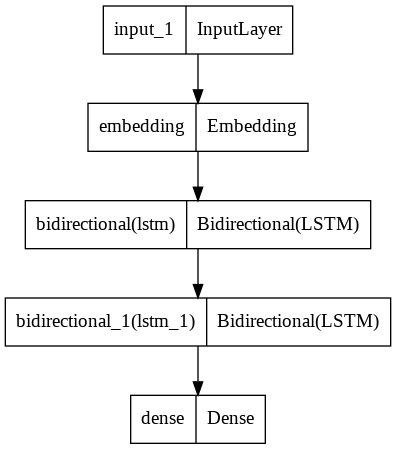 input_1 InputLayer
embedding Embedding
bidirectional(lstm) Bidirectional(LSTM)
bidirectional_1(lstm_1) Bidirectional(LSTM)
dense Dense